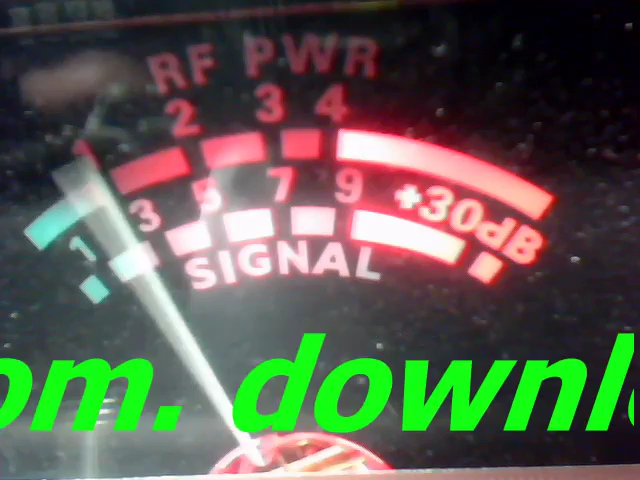 RF PWR
1 2 3 4
1 3 5 7 9 +30dB
SIGNAL
om. downl